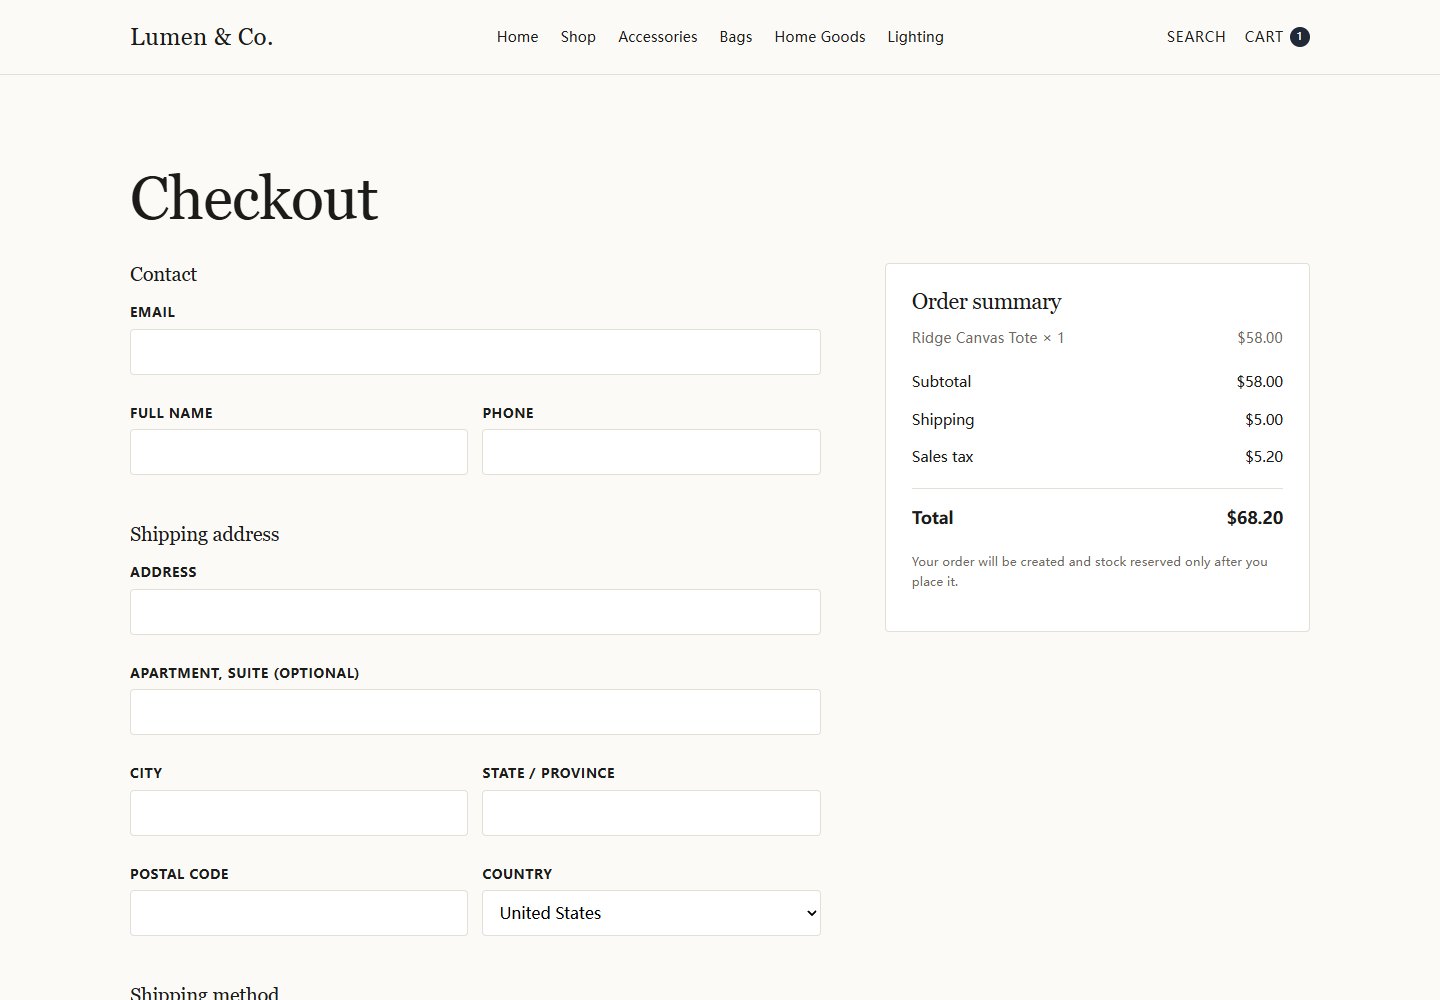 Lumen & Co.
Home Shop Accessories Bags Home Goods Lighting
SEARCH CART 1
Checkout
Contact
EMAIL
FULL NAME PHONE
Shipping address
ADDRESS
APARTMENT, SUITE (OPTIONAL)
CITY STATE / PROVINCE
POSTAL CODE COUNTRY
United States
Shipping method
Order summary
Ridge Canvas Tote × 1 $58.00
Subtotal $58.00
Shipping $5.00
Sales tax $5.20
Total $68.20
Your order will be created and stock reserved only after you
place it.